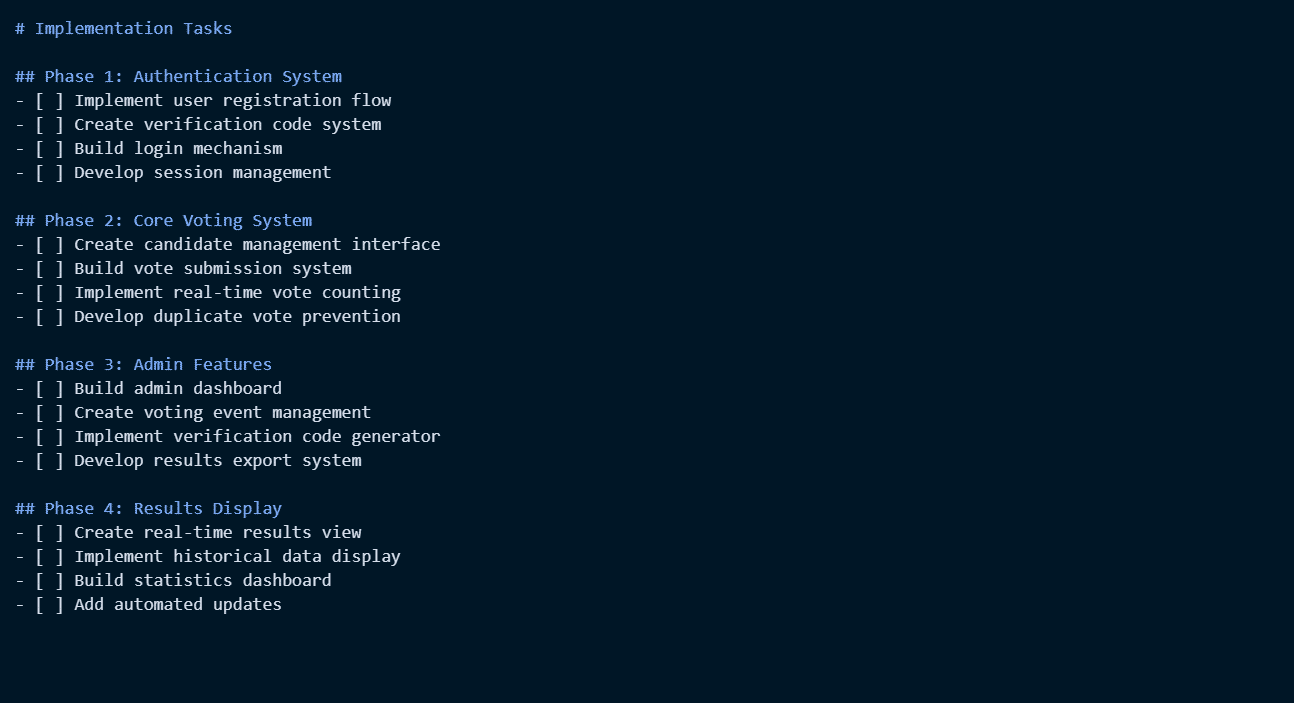 # Implementation Tasks
## Phase 1: Authentication System
- [ ] Implement user registration flow
- [ ] Create verification code system
- [ ] Build login mechanism
- [ ] Develop session management
## Phase 2: Core Voting System
- [ ] Create candidate management interface
- [ ] Build vote submission system
- [ ] Implement real-time vote counting
- [ ] Develop duplicate vote prevention
## Phase 3: Admin Features
- [ ] Build admin dashboard
- [ ] Create voting event management
- [ ] Implement verification code generator
- [ ] Develop results export system
## Phase 4: Results Display
- [ ] Create real-time results view
- [ ] Implement historical data display
- [ ] Build statistics dashboard
- [ ] Add automated updates